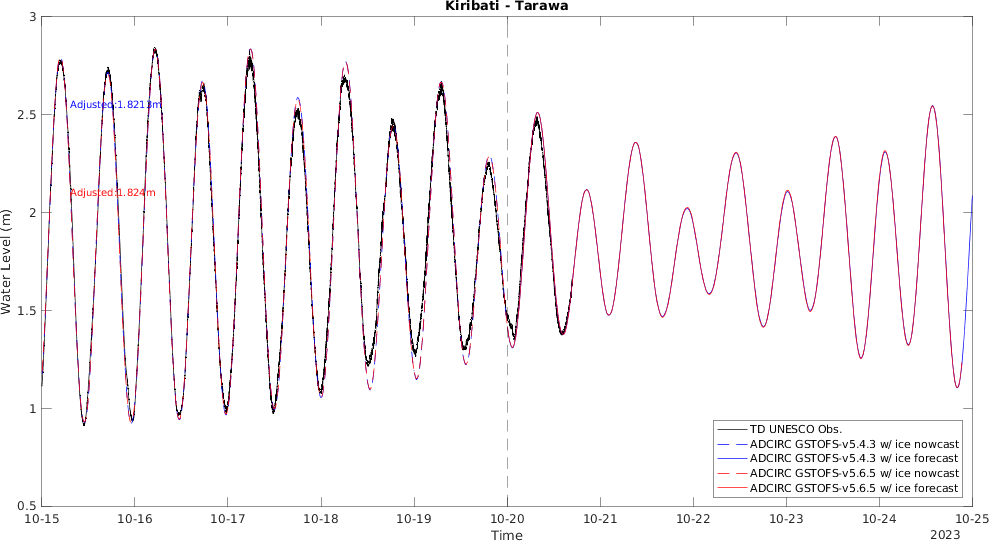 Kiribati - Tarawa
3
2.5
2
1.5
1
0.5
Water Level (m)
Adjusted:1.8213m
Adjusted:1.824m
TD UNESCO Obs.
ADCIRC GSTOFS-v5.4.3 w/ ice nowcast
ADCIRC GSTOFS-v5.4.3 w/ ice forecast
ADCIRC GSTOFS-v5.6.5 w/ ice nowcast
ADCIRC GSTOFS-v5.6.5 w/ ice forecast
10-15 10-16 10-17 10-18 10-19 10-20 10-21 10-22 10-23 10-24 10-25
Time
2023